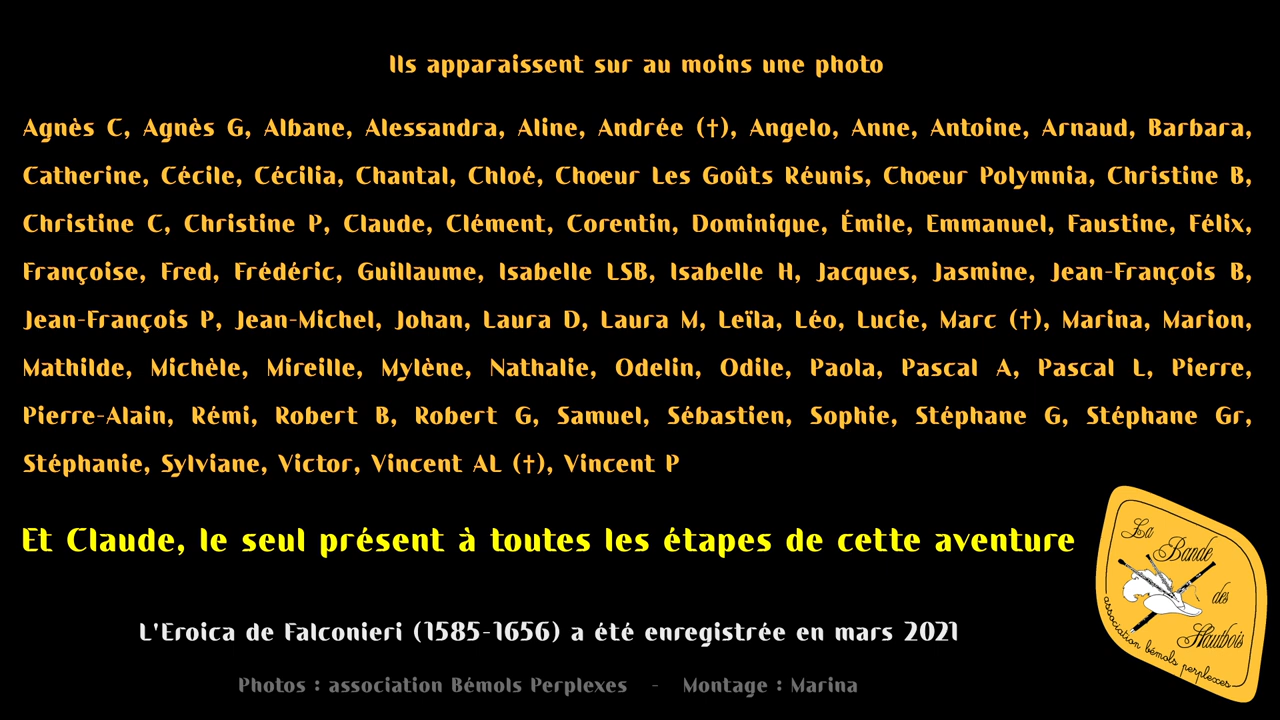 Ils apparaissent sur au moins une photo
Agnès C, Agnès G, Albane, Alessandra, Aline, Andrée (†), Angelo, Anne, Antoine, Arnaud, Barbara,
Catherine, Cécile, Cécilia, Chantal, Chloé, Chœur Les Goûts Réunis, Chœur Polymnia, Christine B,
Christine C, Christine P, Claude, Clément, Corentin, Dominique, Émile, Emmanuel, Faustine, Félix,
Françoise, Fred, Frédéric, Guillaume, Isabelle LSB, Isabelle H, Jacques, Jasmine, Jean-François B,
Jean-François P, Jean-Michel, Johan, Laura D, Laura M, Leïla, Léo, Lucie, Marc (†), Marina, Marion,
Mathilde, Michèle, Mireille, Mylène, Nathalie, Odelin, Odile, Paola, Pascal A, Pascal L, Pierre,
Pierre-Alain, Rémi, Robert B, Robert G, Samuel, Sébastien, Sophie, Stéphane G, Stéphane Gr,
Stéphanie, Sylviane, Victor, Vincent AL (†), Vincent P
Et Claude, le seul présent à toutes les étapes de cette aventure
La
Bande
des
Hautbois
association bémols perplexes
L'Eroica de Falconieri (1585-1656) a été enregistrée en mars 2021
Photos : association Bémols Perplexes - Montage : Marina